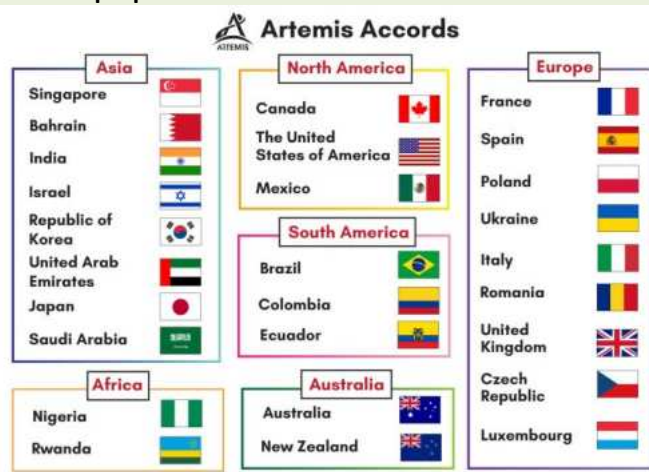 ARTEMIS
Artemis Accords
Asia
Singapore
Bahrain
India
Israel
Republic of
Korea
United Arab
Emirates
Japan
Saudi Arabia
Africa
Nigeria
Rwanda
North America
Canada
The United
States of America
Mexico
South America
Brazil
Colombia
Ecuador
Australia
Australia
New Zealand
Europe
France
Spain
Poland
Ukraine
Italy
Romania
United
Kingdom
Czech
Republic
Luxembourg